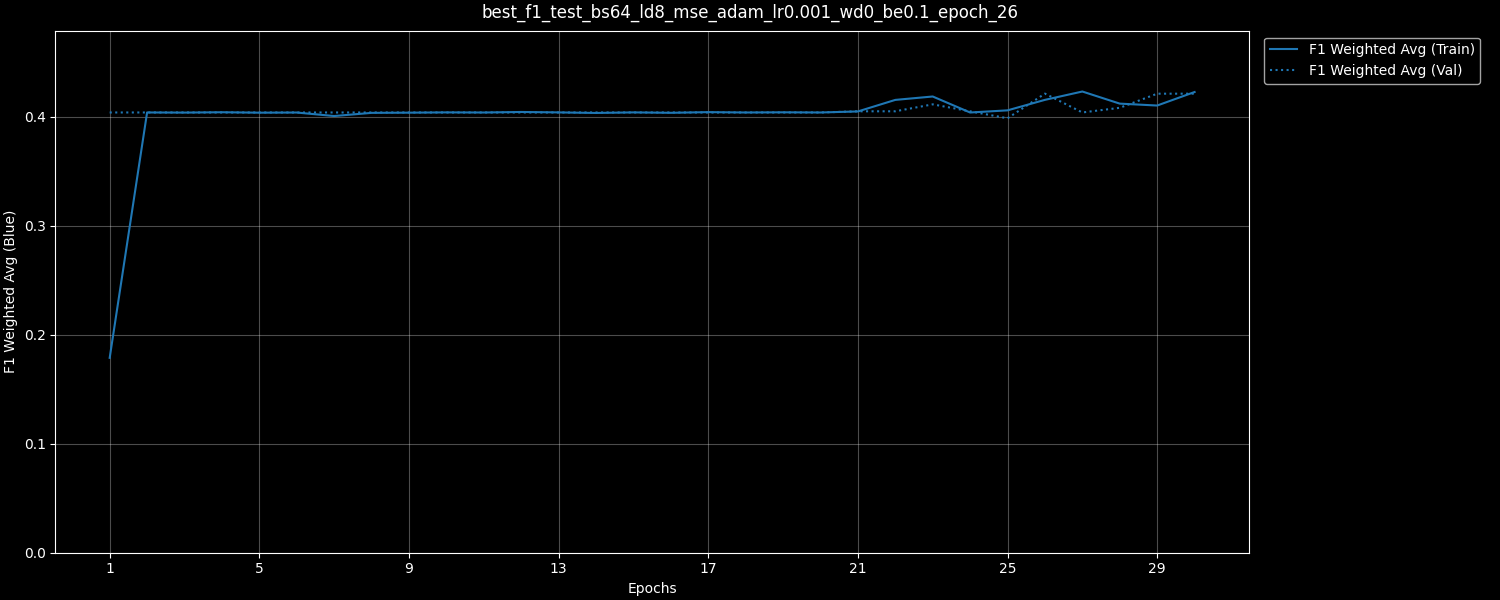 best_f1_test_bs64_ld8_mse_adam_lr0.001_wd0_be0.1_epoch_26
F1 Weighted Avg (Train)
F1 Weighted Avg (Val)
F1 Weighted Avg (Blue)
0.4
0.3
0.2
0.1
0.0
1 5 9 13 17 21 25 29
Epochs